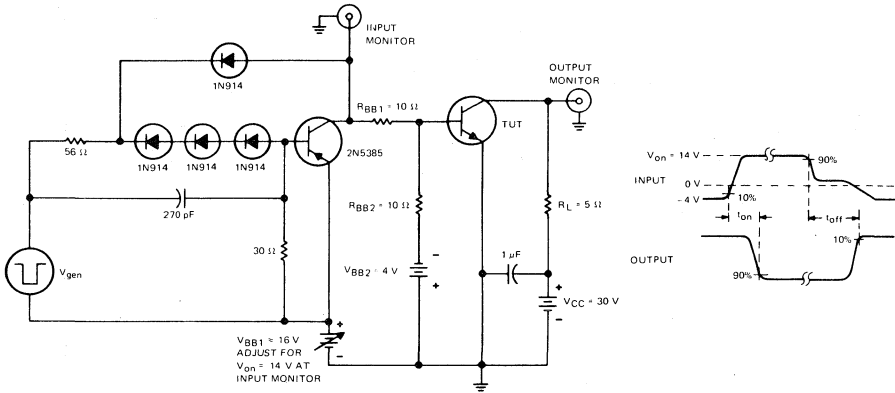 INPUT
MONITOR
1N914
OUTPUT
MONITOR
RBB1 = 10 Ω
TUT
56 Ω
1N914
1N914
1N914
2N5385
270 pF
RBB2 = 10 Ω
RL = 5 Ω
30 Ω
Vgen
-
VBB2 = 4 V
+
1 μF
+
VCC = 30 V
-
+
-
VBB1 ≈ 16 V
ADJUST FOR
Von = 14 V AT
INPUT MONITOR
Von = 14 V
90%
INPUT
0 V
-4 V
10%
ton
toff
10%
OUTPUT
90%